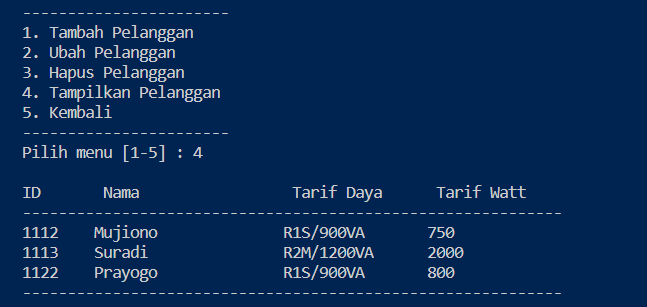 -----------------------
1. Tambah Pelanggan
2. Ubah Pelanggan
3. Hapus Pelanggan
4. Tampilkan Pelanggan
5. Kembali
-----------------------
Pilih menu [1-5] : 4
ID       Nama                 Tarif Daya      Tarif Watt
------------------------------------------------------------
1112    Mujiono              R1S/900VA       750
1113    Suradi               R2M/1200VA      2000
1122    Prayogo              R1S/900VA       800
------------------------------------------------------------